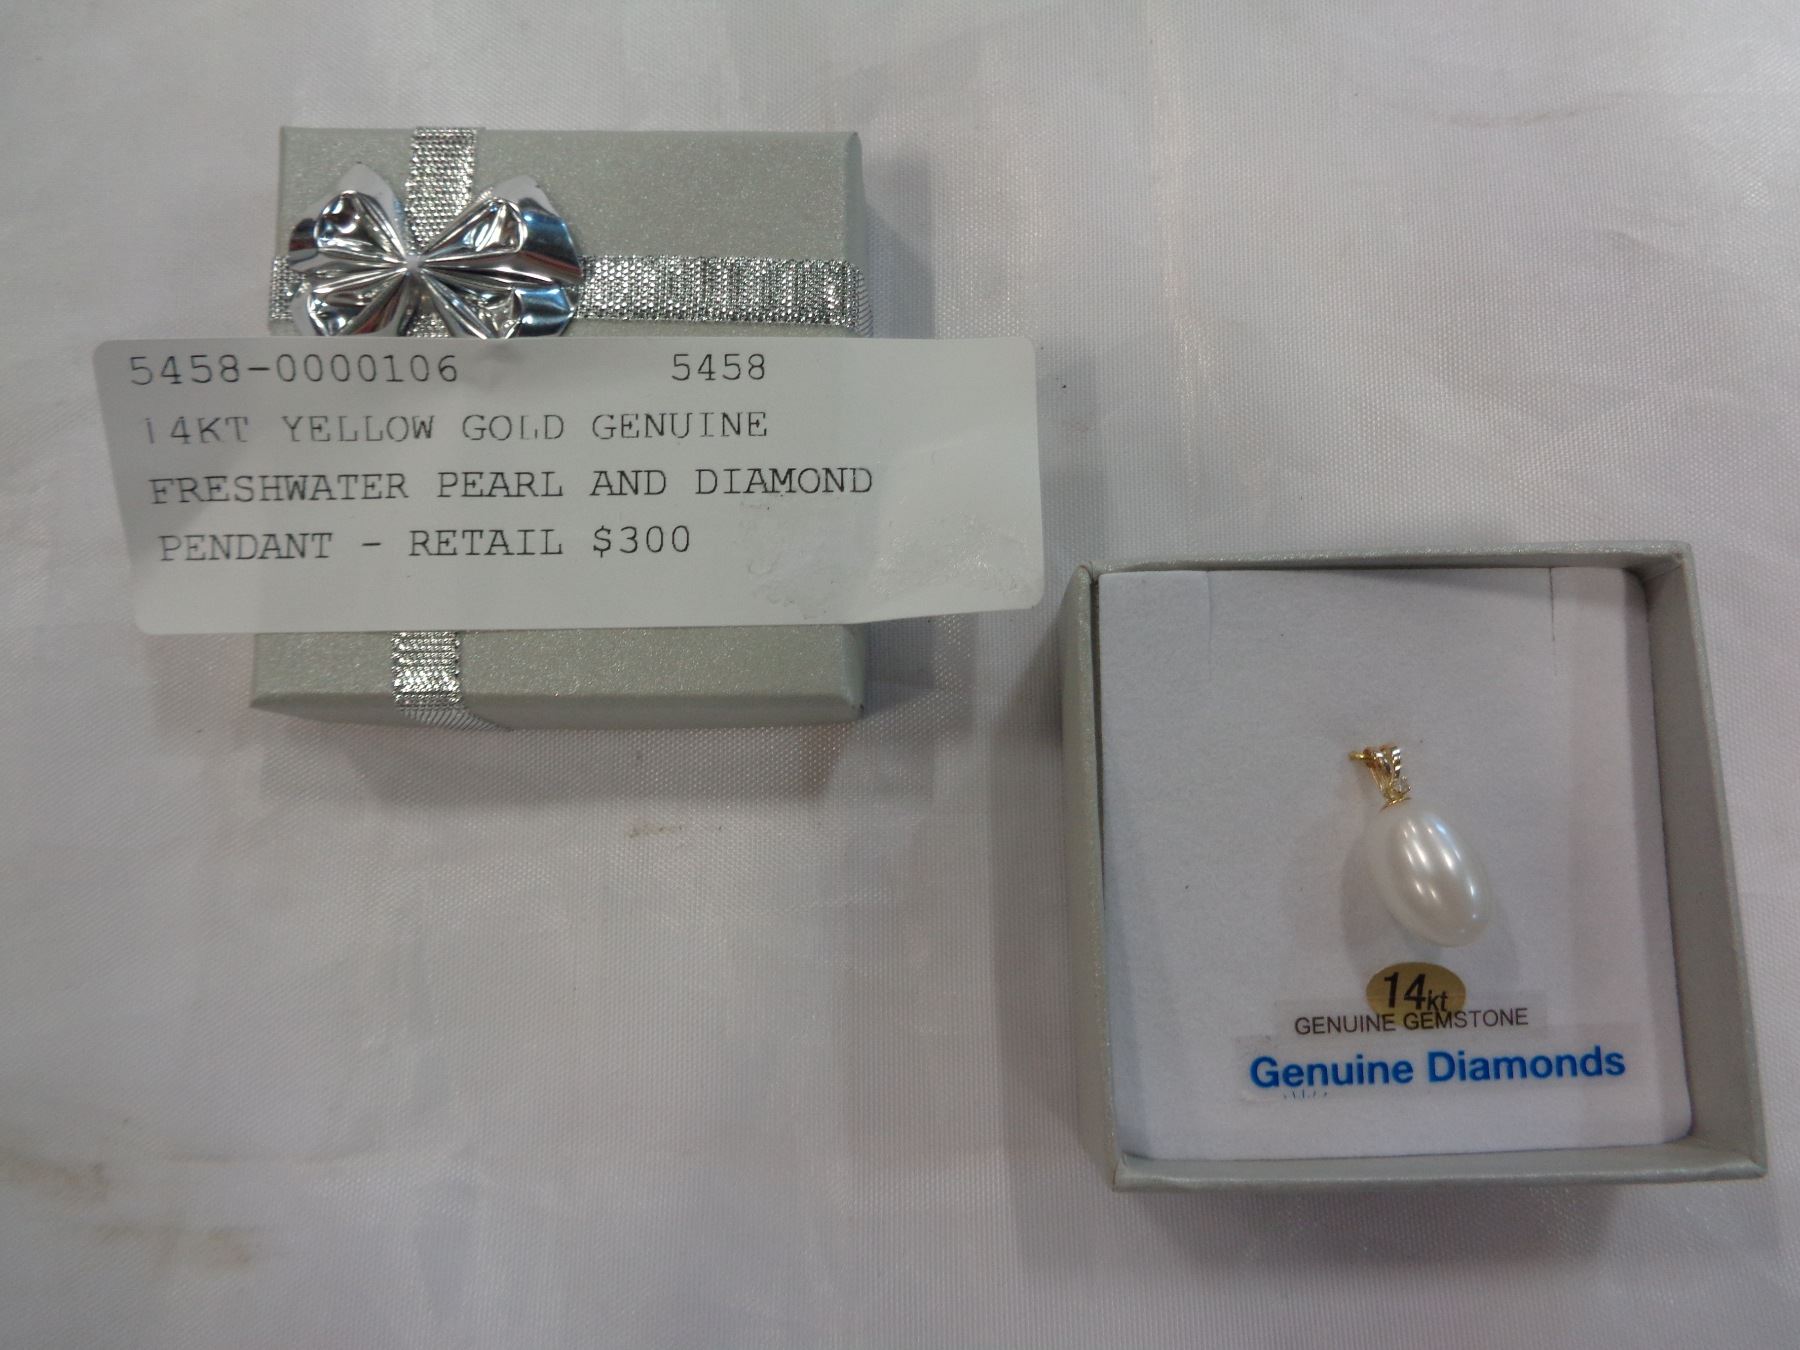 5458-0000106 5458
14KT YELLOW GOLD GENUINE
FRESHWATER PEARL AND DIAMOND
PENDANT - RETAIL $300
14kt
GENUINE GEMSTONE
Genuine Diamonds